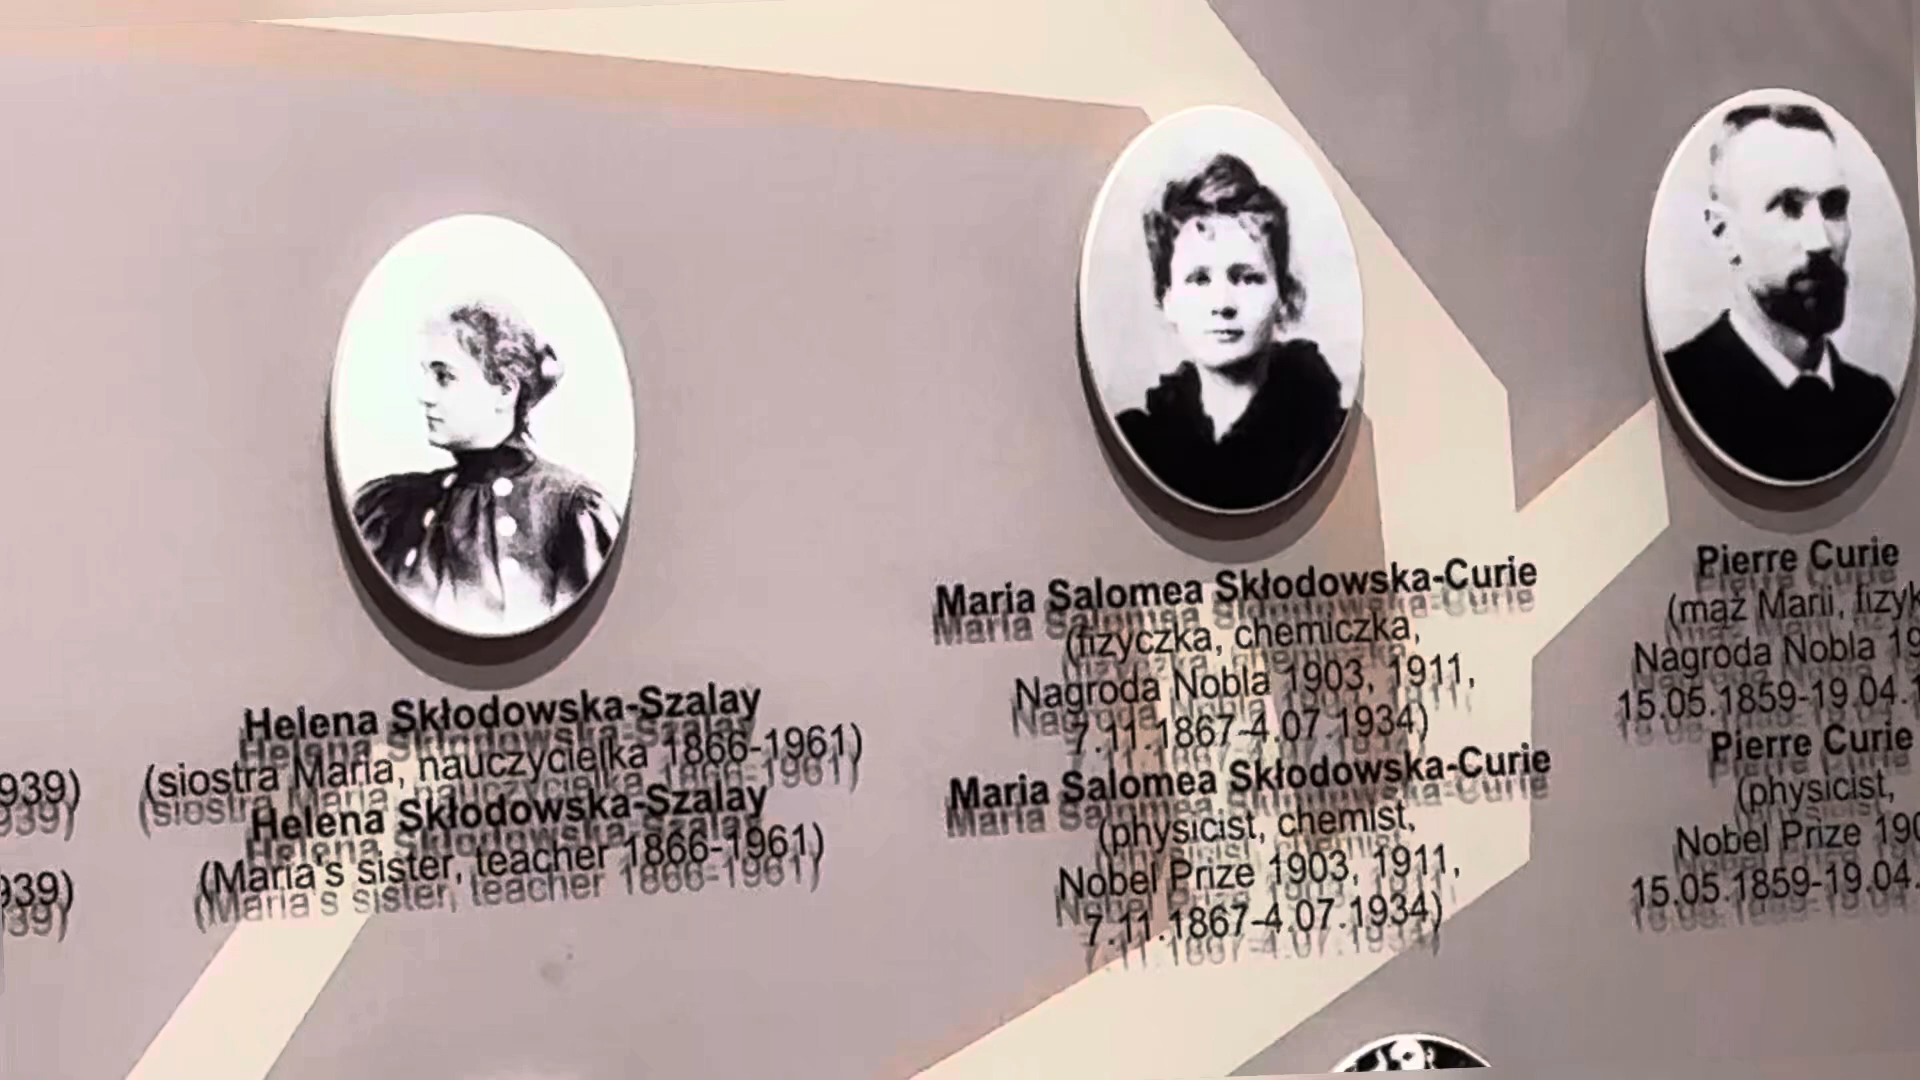 939)
939)
Helena Skłodowska-Szalay
(siostra Maria, nauczycielka 1866-1961)
Helena Skłodowska-Szalay
(Maria's sister, teacher 1866-1961)
Maria Salomea Skłodowska-Curie
(fizyczka, chemiczka,
Nagroda Nobla 1903, 1911,
7.11.1867-4.07.1934)
Maria Salomea Skłodowska-Curie
(physicist, chemist,
Nobel Prize 1903, 1911,
7.11.1867-4.07.1934)
Pierre Curie
(mąż Marii, fizyk
Nagroda Nobla 19
15.05.1859-19.04.
Pierre Curie
(physicist,
Nobel Prize 190
15.05.1859-19.04.